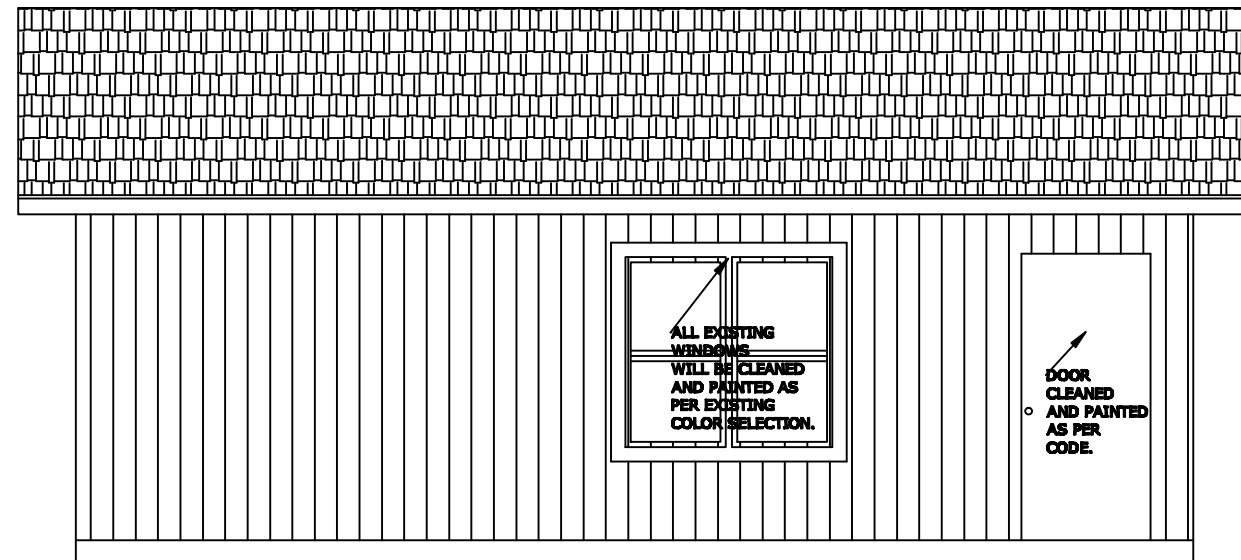 ALL EXISTING
WINDOWS
WILL BE CLEANED
AND PAINTED AS
PER EXISTING
COLOR SELECTION.
DOOR
CLEANED
AND PAINTED
AS PER
CODE.